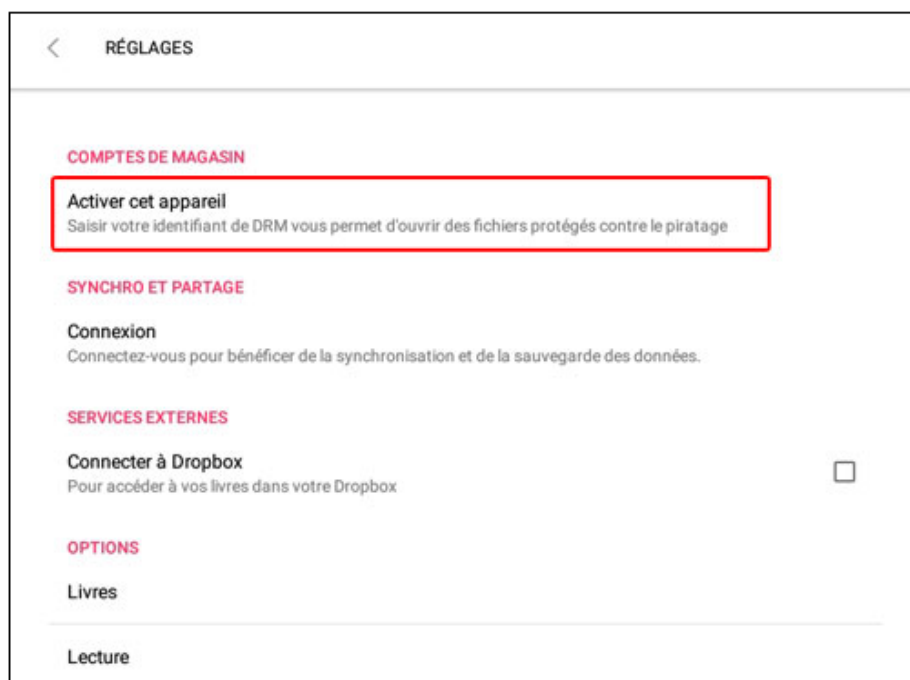 RÉGLAGES
COMPTES DE MAGASIN
Activer cet appareil
Saisir votre identifiant de DRM vous permet d'ouvrir des fichiers protégés contre le piratage
SYNCHRO ET PARTAGE
Connexion
Connectez-vous pour bénéficer de la synchronisation et de la sauvegarde des données.
SERVICES EXTERNES
Connecter à Dropbox
Pour accéder à vos livres dans votre Dropbox
OPTIONS
Livres
Lecture